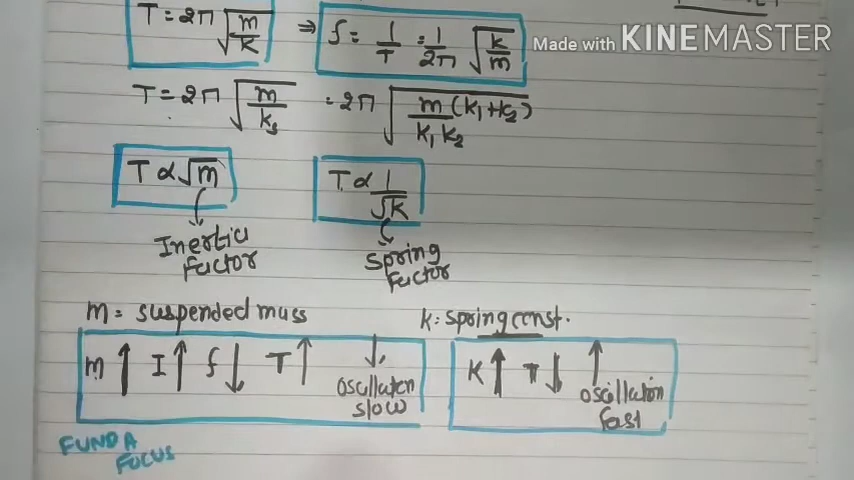 T = 2π √(m/K) ⇒ f = 1/T = 1/2π √(k/m)
Made with KINEMASTER
T = 2π √(m/ks) = 2π √(m(k1+k2)/k1k2)
T ∝ √m T ∝ 1/√K
Inertia Spring
factor factor
m = suspended mass k: spring const.
m ↑ I ↑ f ↓ T ↑ ↓ K ↑ T ↓ ↑
oscillation oscillation
slow fast
FUNDA
FOCUS